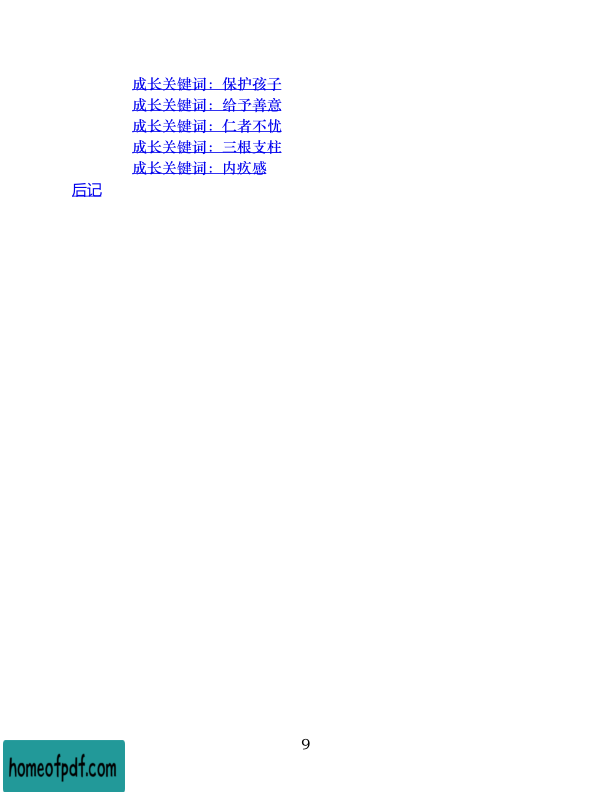 成长关键词：保护孩子
成长关键词：给予善意
成长关键词：仁者不忧
成长关键词：三根支柱
成长关键词：内疚感
后记
9
homeofpdf.com